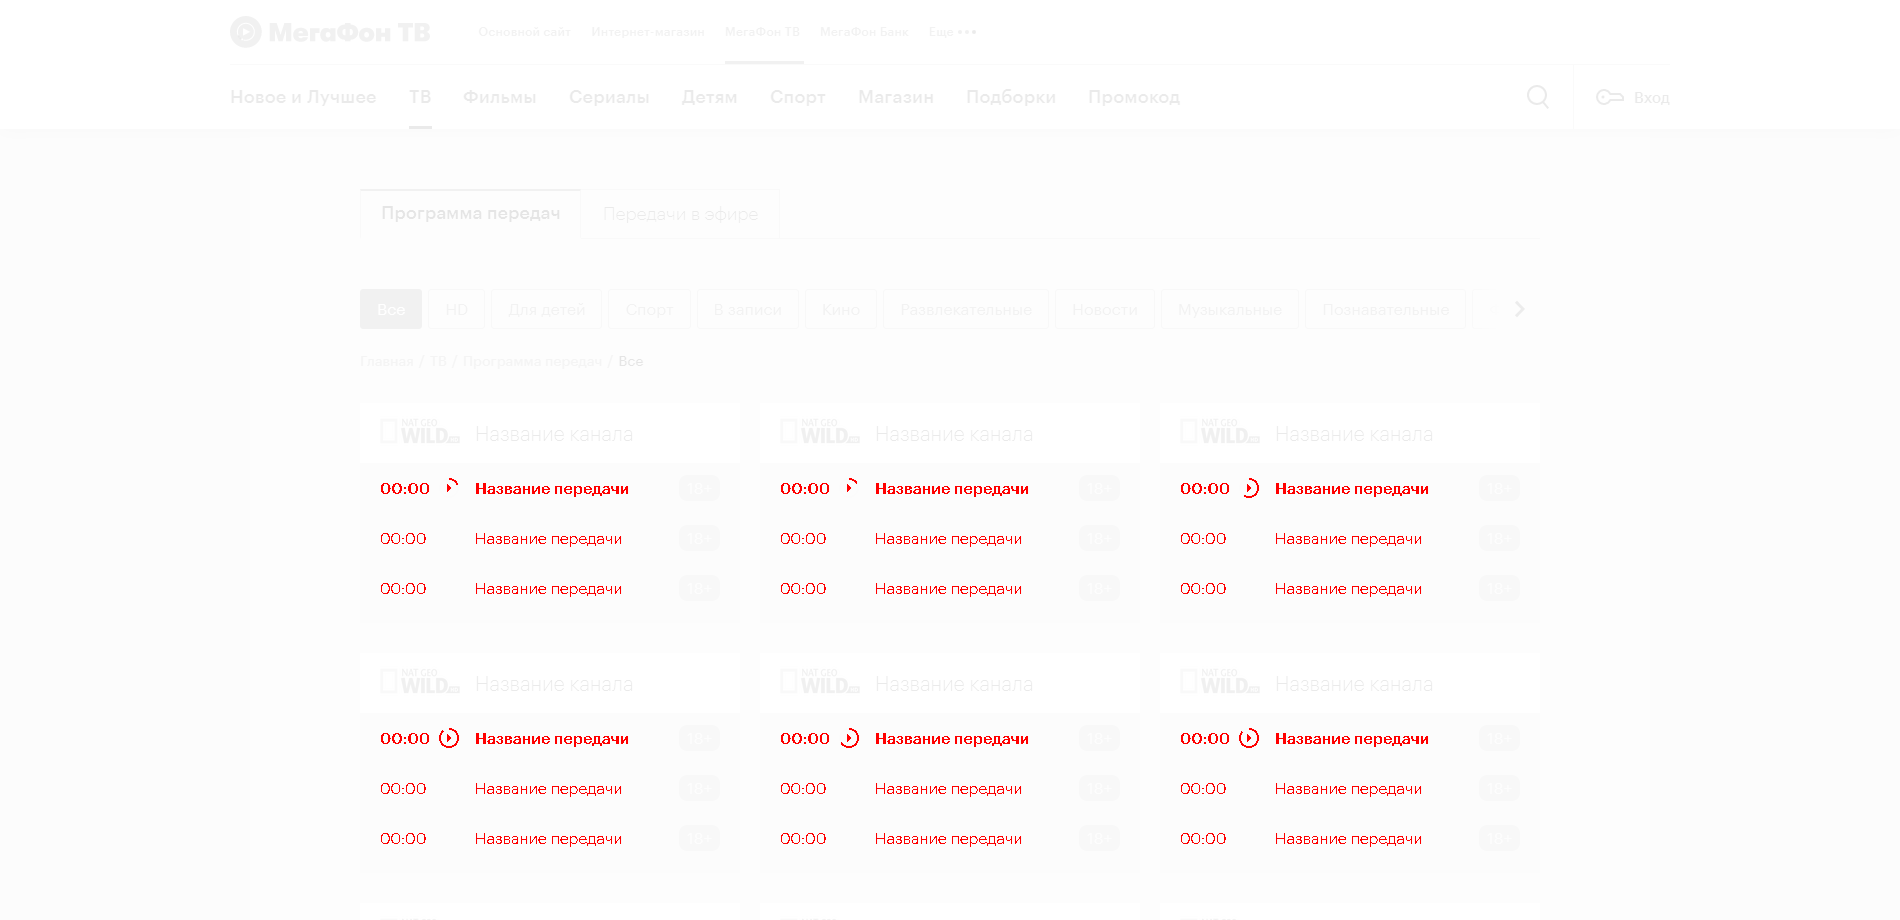 МегаФон ТВ
Основной сайт Интернет-магазин МегаФон ТВ МегаФон Банк Еще •••
Новое и Лучшее ТВ Фильмы Сериалы Детям Спорт Магазин Подборки Промокод Вход
Программа передач Передачи в эфире
Все HD Для детей Спорт В записи Кино Развлекательные Новости Музыкальные Познавательные
Главная / ТВ / Программа передач / Все
NAT GEO WILD HD Название канала NAT GEO WILD HD Название канала NAT GEO WILD HD Название канала
00:00 Название передачи 18+ 00:00 Название передачи 18+ 00:00 Название передачи 18+
00:00 Название передачи 18+ 00:00 Название передачи 18+ 00:00 Название передачи 18+
00:00 Название передачи 18+ 00:00 Название передачи 18+ 00:00 Название передачи 18+
NAT GEO WILD HD Название канала NAT GEO WILD HD Название канала NAT GEO WILD HD Название канала
00:00 Название передачи 18+ 00:00 Название передачи 18+ 00:00 Название передачи 18+
00:00 Название передачи 18+ 00:00 Название передачи 18+ 00:00 Название передачи 18+
00:00 Название передачи 18+ 00:00 Название передачи 18+ 00:00 Название передачи 18+